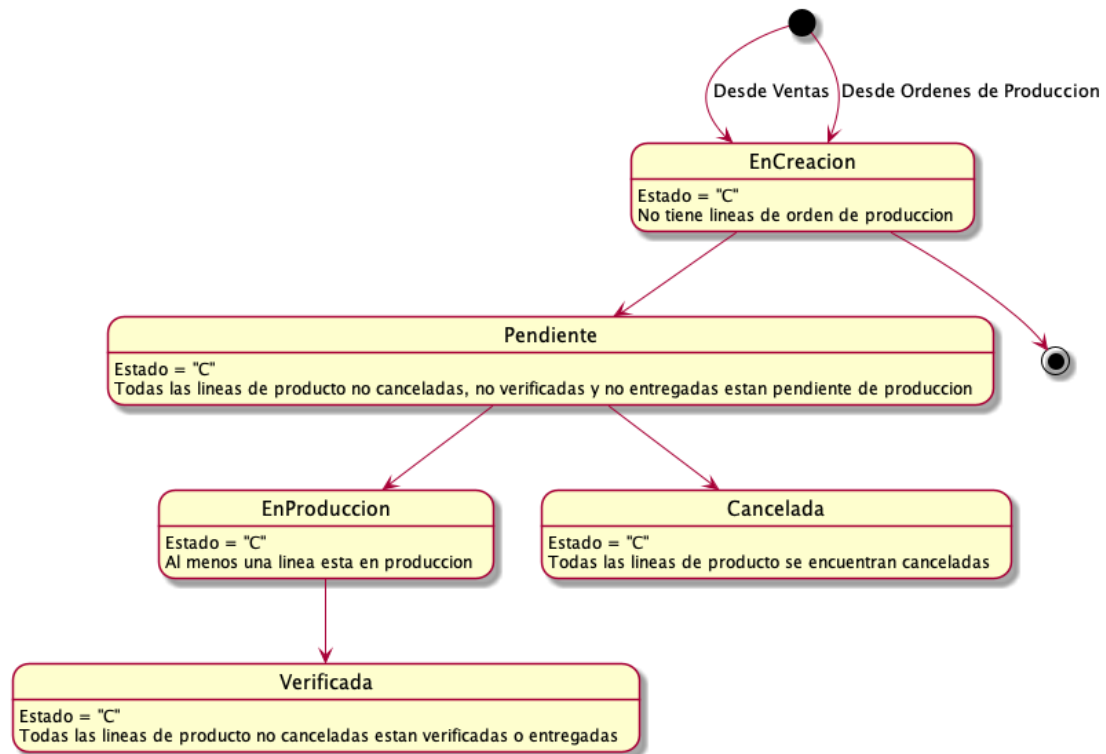 Desde Ventas
Desde Ordenes de Produccion
EnCreacion
Estado = "C"
No tiene lineas de orden de produccion
Pendiente
Estado = "C"
Todas las lineas de producto no canceladas, no verificadas y no entregadas estan pendiente de produccion
EnProduccion
Estado = "C"
Al menos una linea esta en produccion
Cancelada
Estado = "C"
Todas las lineas de producto se encuentran canceladas
Verificada
Estado = "C"
Todas las lineas de producto no canceladas estan verificadas o entregadas